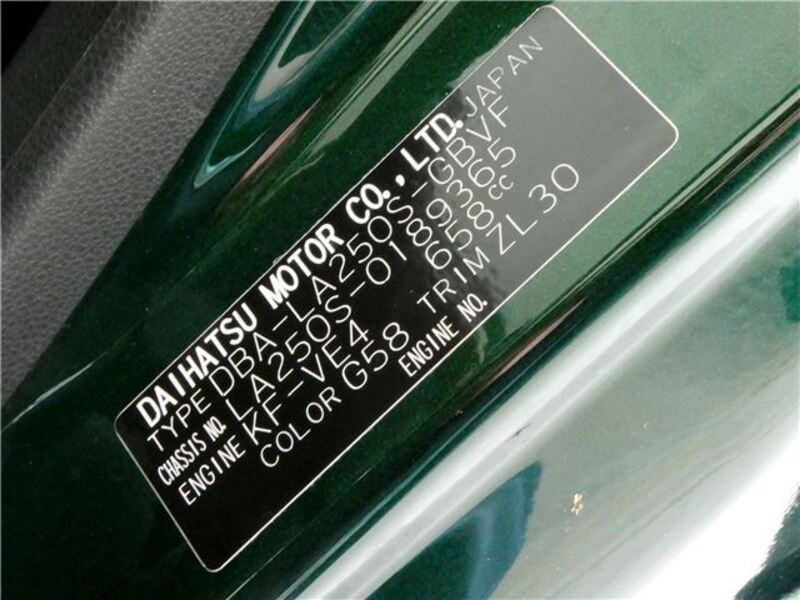 DAIHATSU MOTOR CO., LTD. JAPAN
TYPE DBA-LA250S-GBVF
CHASSIS NO. LA250S-0189365
ENGINE KF-VE4 658cc
COLOR G58 TRIM ZL30
ENGINE NO.